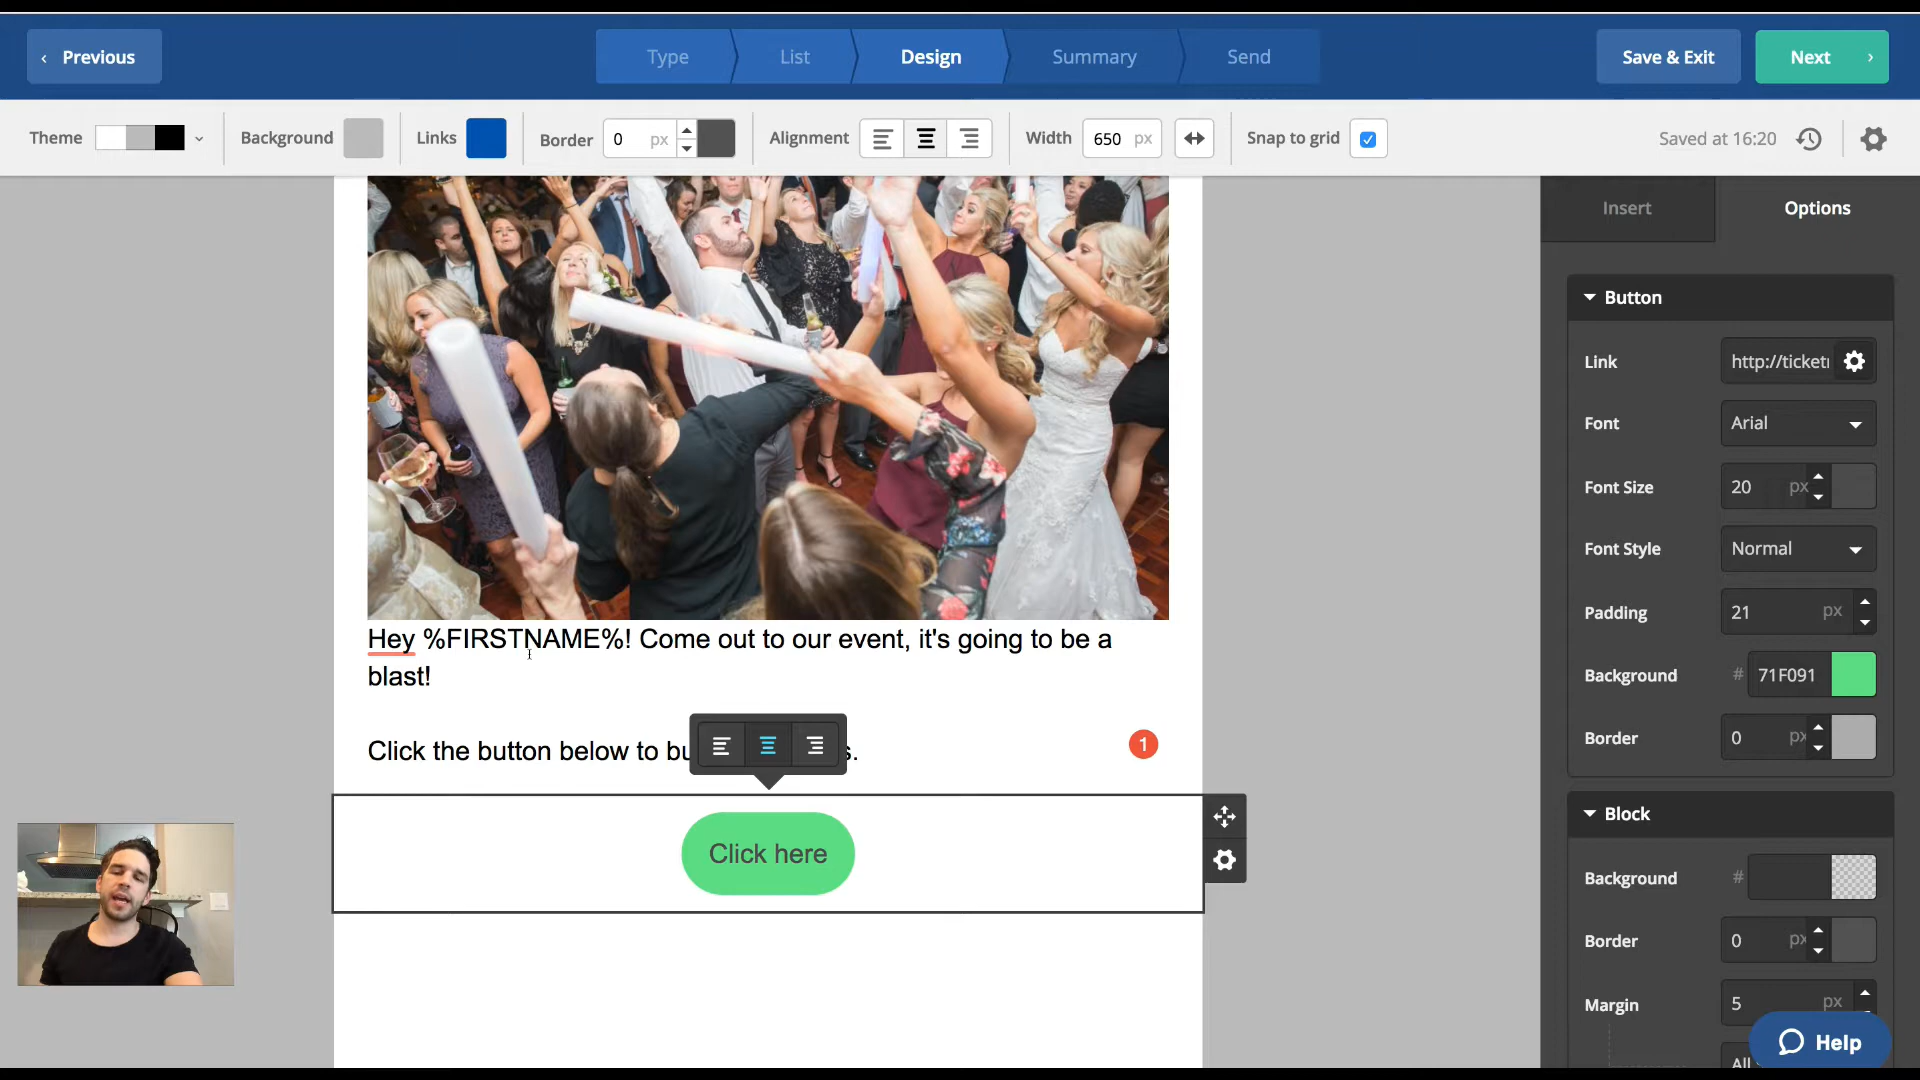 ‹ Previous
Type
List
Design
Summary
Send
Save & Exit
Next ›
Theme
Background
Links
Border 0 px
Alignment
Width 650 px
Snap to grid
Saved at 16:20
Insert
Options
Button
Link http://ticket
Font Arial
Font Size 20 px
Font Style Normal
Padding 21 px
Background # 71F091
Border 0 px
Block
Background #
Border 0 px
Margin 5 px
All
Help
Hey %FIRSTNAME%! Come out to our event, it's going to be a
blast!
Click the button below to bu s.
1
Click here